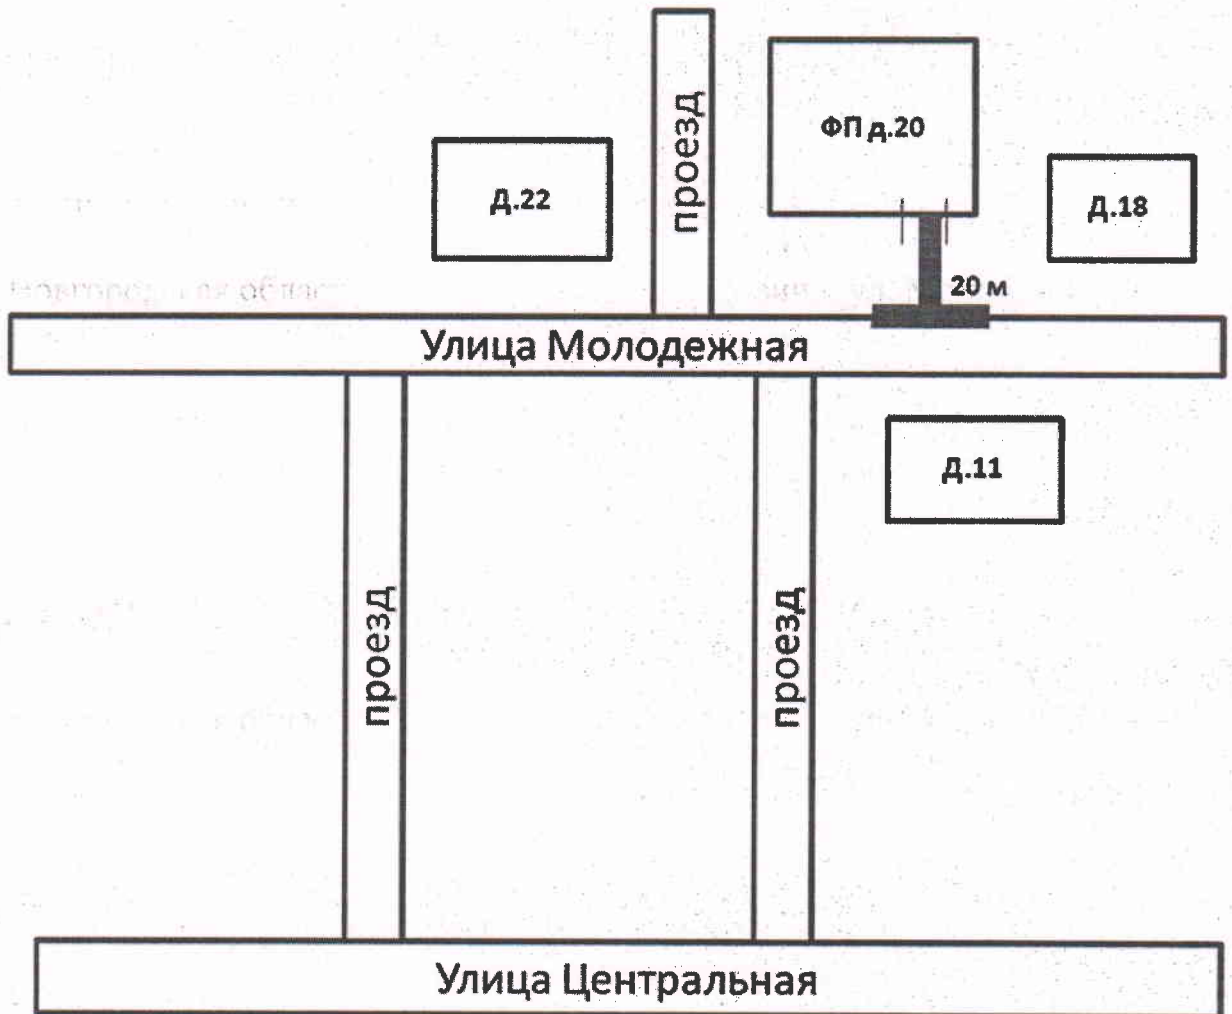 проезд
ФП д.20
Д.22
Д.18
20 м
Улица Молодежная
Д.11
проезд
проезд
Улица Центральная